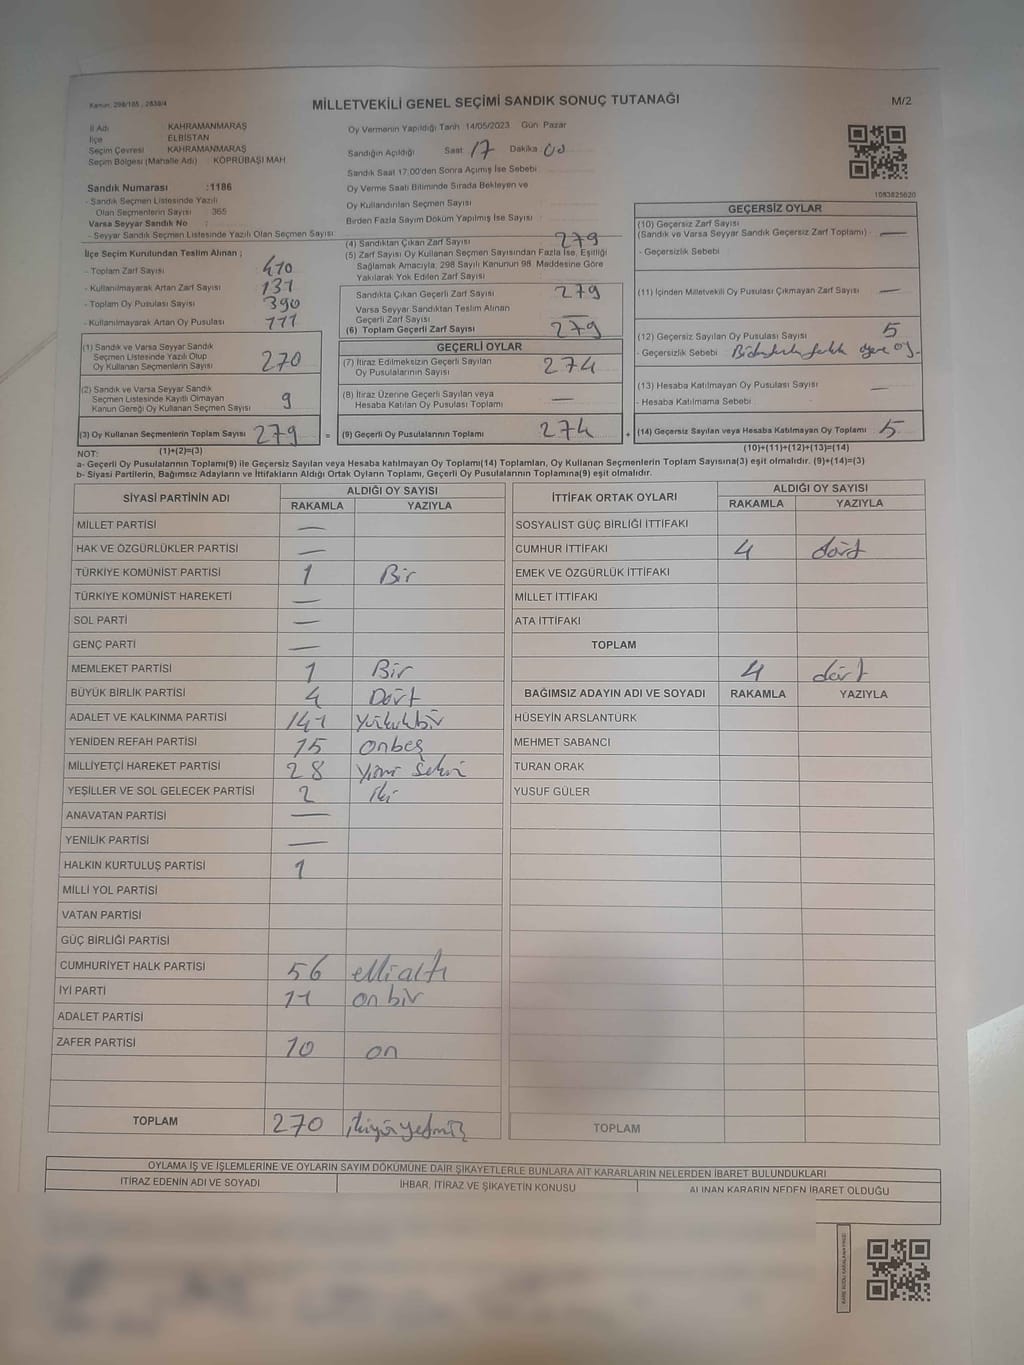 Kanun: 298/105 , 2839/4
MİLLETVEKİLİ GENEL SEÇİMİ SANDIK SONUÇ TUTANAĞI
M/2
İl Adı : KAHRAMANMARAŞ
İlçe : ELBİSTAN
Seçim Çevresi : KAHRAMANMARAŞ
Seçim Bölgesi (Mahalle Adı) : KÖPRÜBAŞI MAH
Sandık Numarası :1186
- Sandık Seçmen Listesinde Yazılı
Olan Seçmenlerin Sayısı : 365
Varsa Seyyar Sandık No :
- Seyyar Sandık Seçmen Listesinde Yazılı Olan Seçmen Sayısı:
Oy Vermenin Yapıldığı Tarih 14/05/2023 Gün Pazar
Sandığın Açıldığı Saat 17 Dakika 00
Sandık Saat 17:00'den Sonra Açımış İse Sebebi
Oy Verme Saati Bitiminde Sırada Bekleyen ve
Oy Kullandırılan Seçmen Sayısı
Birden Fazla Sayım Döküm Yapılmış İse Sayısı
1083825620
İlçe Seçim Kurulundan Teslim Alınan ;
- Toplam Zarf Sayısı 410
- Kullanılmayarak Artan Zarf Sayısı 131
- Toplam Oy Pusulası Sayısı 390
- Kullanılmayarak Artan Oy Pusulası 111
(1) Sandık ve Varsa Seyyar Sandık
Seçmen Listesinde Yazılı Olup
Oy Kullanan Seçmenlerin Sayısı 270
(2) Sandık ve Varsa Seyyar Sandık
Seçmen Listesinde Kayıtlı Olmayan
Kanun Gereği Oy Kullanan Seçmen Sayısı 9
(3) Oy Kullanan Seçmenlerin Toplam Sayısı 279 =
(4) Sandıktan Çıkan Zarf Sayısı 279
(5) Zarf Sayısı Oy Kullanan Seçmen Sayısından Fazla İse, Eşitliği
Sağlamak Amacıyla, 298 Sayılı Kanunun 98. Maddesine Göre
Yakılarak Yok Edilen Zarf Sayısı
Sandıkta Çıkan Geçerli Zarf Sayısı 279
Varsa Seyyar Sandıktan Teslim Alınan
Geçerli Zarf Sayısı —
(6) Toplam Geçerli Zarf Sayısı 279
GEÇERLİ OYLAR
(7) İtiraz Edilmeksizin Geçerli Sayılan
Oy Pusulalarının Sayısı 274
(8) İtiraz Üzerine Geçerli Sayılan veya
Hesaba Katılan Oy Pusulası Toplamı —
(9) Geçerli Oy Pusulalarının Toplamı 274 +
GEÇERSİZ OYLAR
(10) Geçersiz Zarf Sayısı
(Sandık ve Varsa Seyyar Sandık Geçersiz Zarf Toplamı) - —
- Geçersizlik Sebebi
(11) İçinden Milletvekili Oy Pusulası Çıkmayan Zarf Sayısı —
(12) Geçersiz Sayılan Oy Pusulası Sayısı 5
- Geçersizlik Sebebi
(13) Hesaba Katılmayan Oy Pusulası Sayısı —
- Hesaba Katılmama Sebebi
(14) Geçersiz Sayılan veya Hesaba Katılmayan Oy Toplamı 5
NOT: (1)+(2)=(3)
(10)+(11)+(12)+(13)=(14)
a- Geçerli Oy Pusulalarının Toplamı(9) ile Geçersiz Sayılan veya Hesaba katılmayan Oy Toplamı(14) Toplamları, Oy Kullanan Seçmenlerin Toplam Sayısına(3) eşit olmalıdır. (9)+(14)=(3)
b- Siyasi Partilerin, Bağımsız Adayların ve İttifakların Aldığı Ortak Oyların Toplamı, Geçerli Oy Pusulalarının Toplamına(9) eşit olmalıdır.
SİYASİ PARTİNİN ADI ALDIĞI OY SAYISI
RAKAMLA YAZIYLA
MİLLET PARTİSİ —
HAK VE ÖZGÜRLÜKLER PARTİSİ —
TÜRKİYE KOMÜNİST PARTİSİ 1 Bir
TÜRKİYE KOMÜNİST HAREKETİ —
SOL PARTİ —
GENÇ PARTİ —
MEMLEKET PARTİSİ 1 Bir
BÜYÜK BİRLİK PARTİSİ 4 Dört
ADALET VE KALKINMA PARTİSİ 141 yüzkırkbir
YENİDEN REFAH PARTİSİ 15 onbeş
MİLLİYETÇİ HAREKET PARTİSİ 28 yirmi sekiz
YEŞİLLER VE SOL GELECEK PARTİSİ 2 iki
ANAVATAN PARTİSİ —
YENİLİK PARTİSİ —
HALKIN KURTULUŞ PARTİSİ 1
MİLLİ YOL PARTİSİ
VATAN PARTİSİ
GÜÇ BİRLİĞİ PARTİSİ
CUMHURİYET HALK PARTİSİ 56 elli altı
İYİ PARTİ 11 on bir
ADALET PARTİSİ
ZAFER PARTİSİ 10 on
TOPLAM 270 ikiyüzyetmiş
İTTİFAK ORTAK OYLARI ALDIĞI OY SAYISI
RAKAMLA YAZIYLA
SOSYALİST GÜÇ BİRLİĞİ İTTİFAKI
CUMHUR İTTİFAKI 4 dört
EMEK VE ÖZGÜRLÜK İTTİFAKI
MİLLET İTTİFAKI
ATA İTTİFAKI
TOPLAM
4 dört
BAĞIMSIZ ADAYIN ADI VE SOYADI RAKAMLA YAZIYLA
HÜSEYİN ARSLANTÜRK
MEHMET SABANCI
TURAN ORAK
YUSUF GÜLER
TOPLAM
OYLAMA İŞ VE İŞLEMLERİNE VE OYLARIN SAYIM DÖKÜMÜNE DAİR ŞİKAYETLERLE BUNLARA AİT KARARLARIN NELERDEN İBARET BULUNDUKLARI
İTİRAZ EDENİN ADI VE SOYADI İHBAR, İTİRAZ VE ŞİKAYETİN KONUSU ALINAN KARARIN NEDEN İBARET OLDUĞU